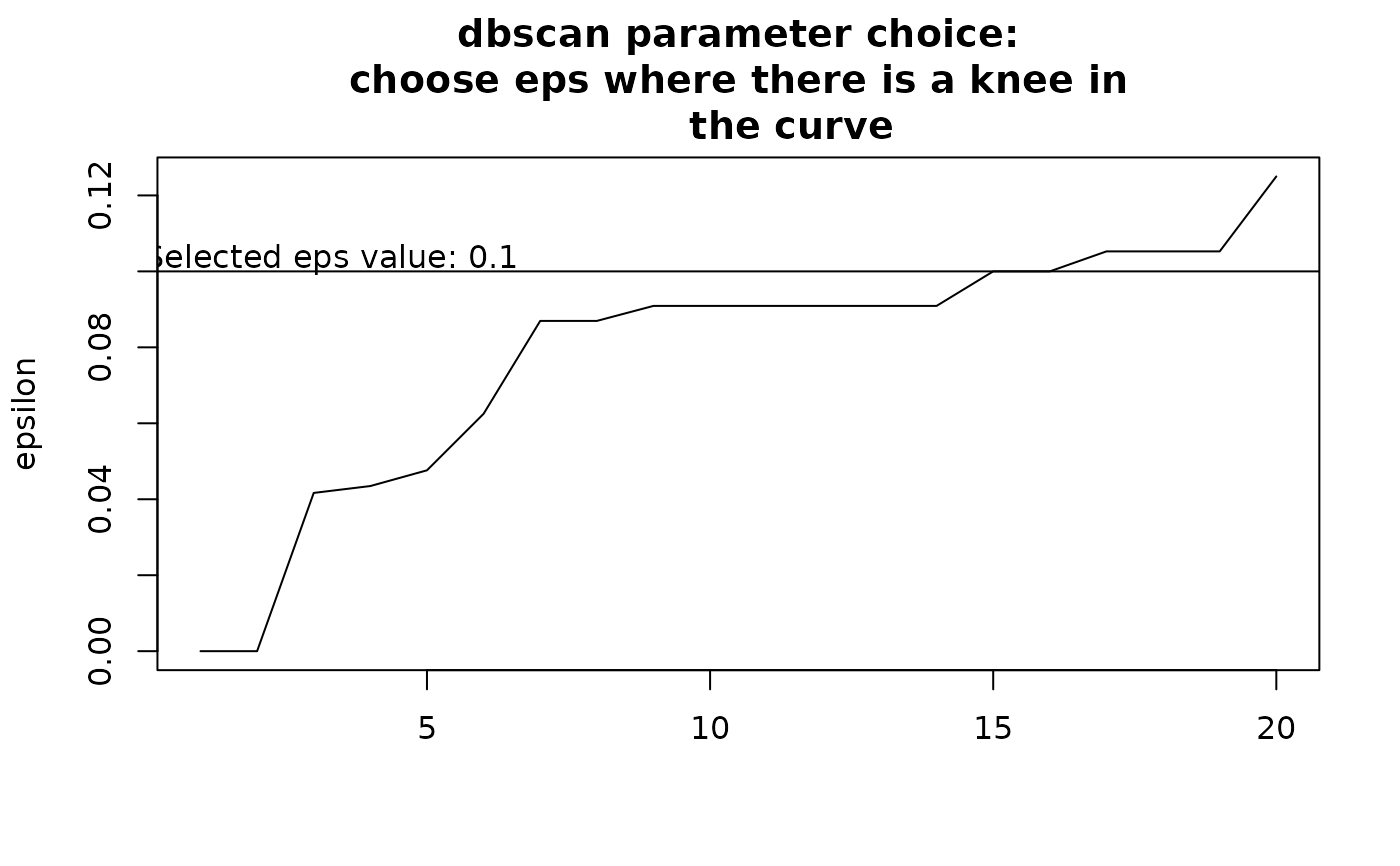 dbscan parameter choice:
choose eps where there is a knee in
the curve
0.12
Selected eps value: 0.1
0.08
epsilon
0.04
0.00
5 10 15 20